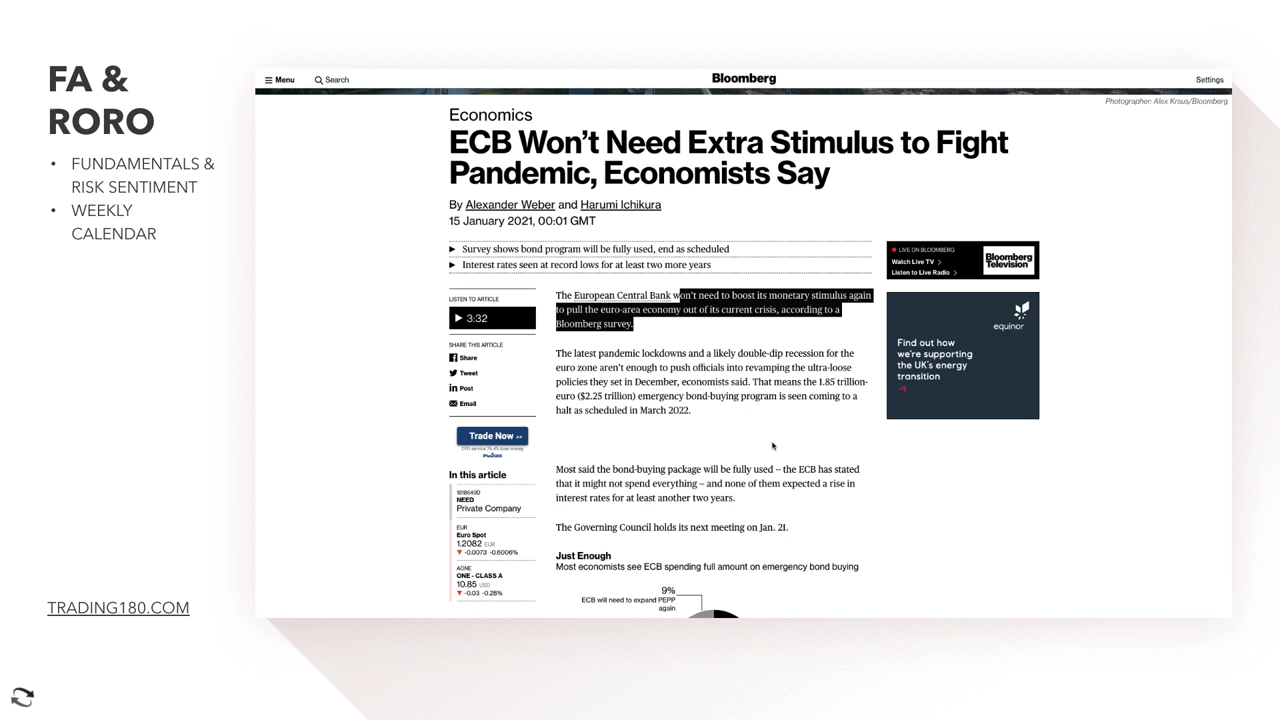 FA &
RORO
• FUNDAMENTALS &
RISK SENTIMENT
• WEEKLY
CALENDAR
TRADING180.COM
Menu
Search
Bloomberg
Settings
Photographer: Alex Kraus/Bloomberg
Economics
ECB Won't Need Extra Stimulus to Fight
Pandemic, Economists Say
By Alexander Weber and Harumi Ichikura
15 January 2021, 00:01 GMT
Survey shows bond program will be fully used, end as scheduled
Interest rates seen at record lows for at least two more years
LISTEN TO ARTICLE
3:32
SHARE THIS ARTICLE
Share
Tweet
Post
Email
Trade Now >>
CFD service 76.4% lose money
Plus500
In this article
1818649D
NEED
Private Company
EUR
Euro Spot
1.2082 EUR
▼ -0.0073 -0.6006%
AONE
ONE - CLASS A
10.85 USD
▼ -0.03 -0.28%
The European Central Bank won't need to boost its monetary stimulus again
to pull the euro-area economy out of its current crisis, according to a
Bloomberg survey.
The latest pandemic lockdowns and a likely double-dip recession for the
euro zone aren't enough to push officials into revamping the ultra-loose
policies they set in December, economists said. That means the 1.85 trillion-
euro ($2.25 trillion) emergency bond-buying program is seen coming to a
halt as scheduled in March 2022.
Most said the bond-buying package will be fully used -- the ECB has stated
that it might not spend everything -- and none of them expected a rise in
interest rates for at least another two years.
The Governing Council holds its next meeting on Jan. 21.
Just Enough
Most economists see ECB spending full amount on emergency bond buying
9%
ECB will need to expand PEPP
again
LIVE ON BLOOMBERG
Watch Live TV >
Listen to Live Radio >
Bloomberg
Television
equinor
Find out how
we're supporting
the UK's energy
transition